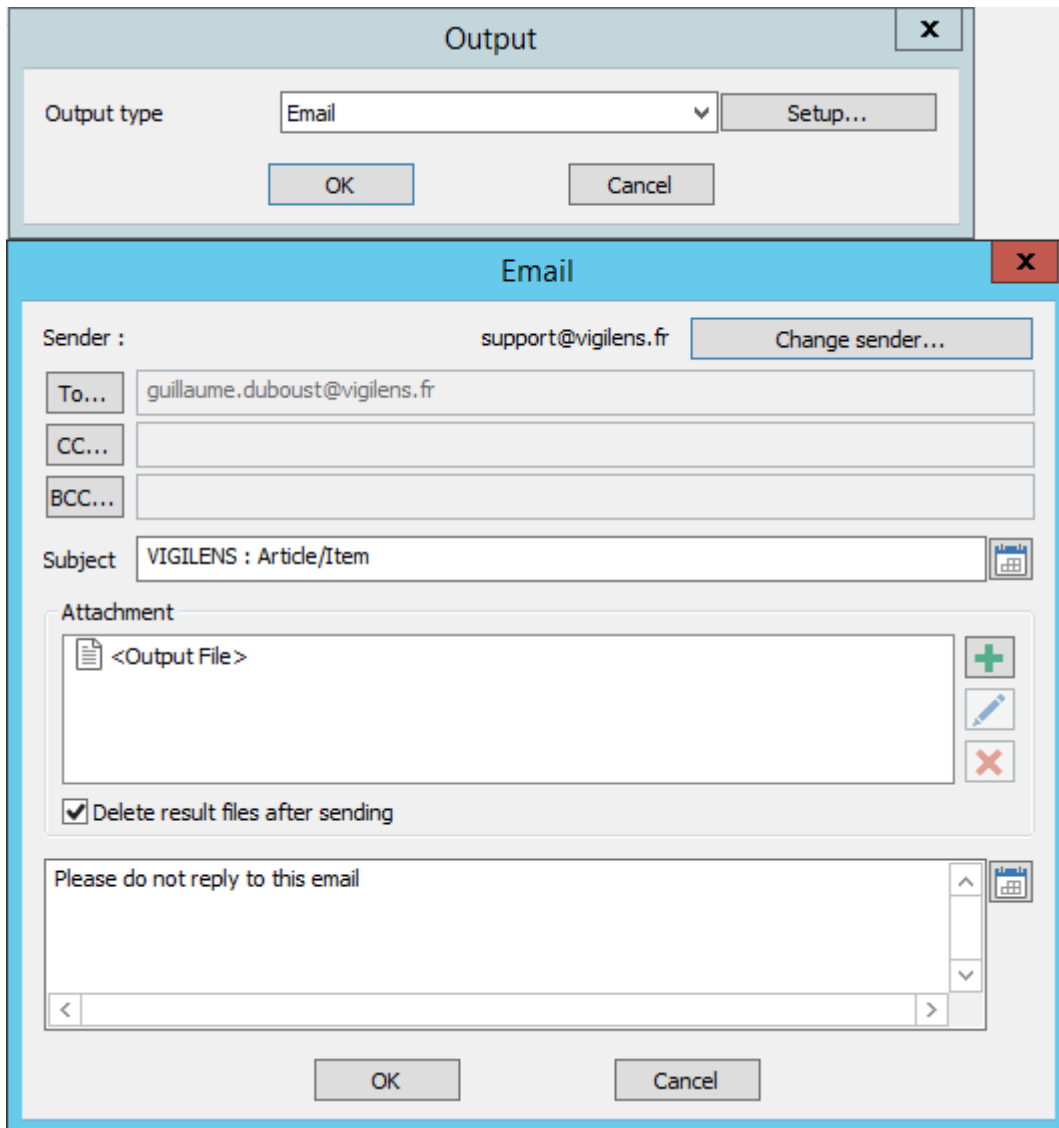 Output
x
Output type Email Setup...
OK Cancel
Email
x
Sender : support@vigilens.fr Change sender...
To... guillaume.duboust@vigilens.fr
CC...
BCC...
Subject VIGILENS : Article/Item
Attachment
<Output File>
Delete result files after sending
Please do not reply to this email
OK Cancel